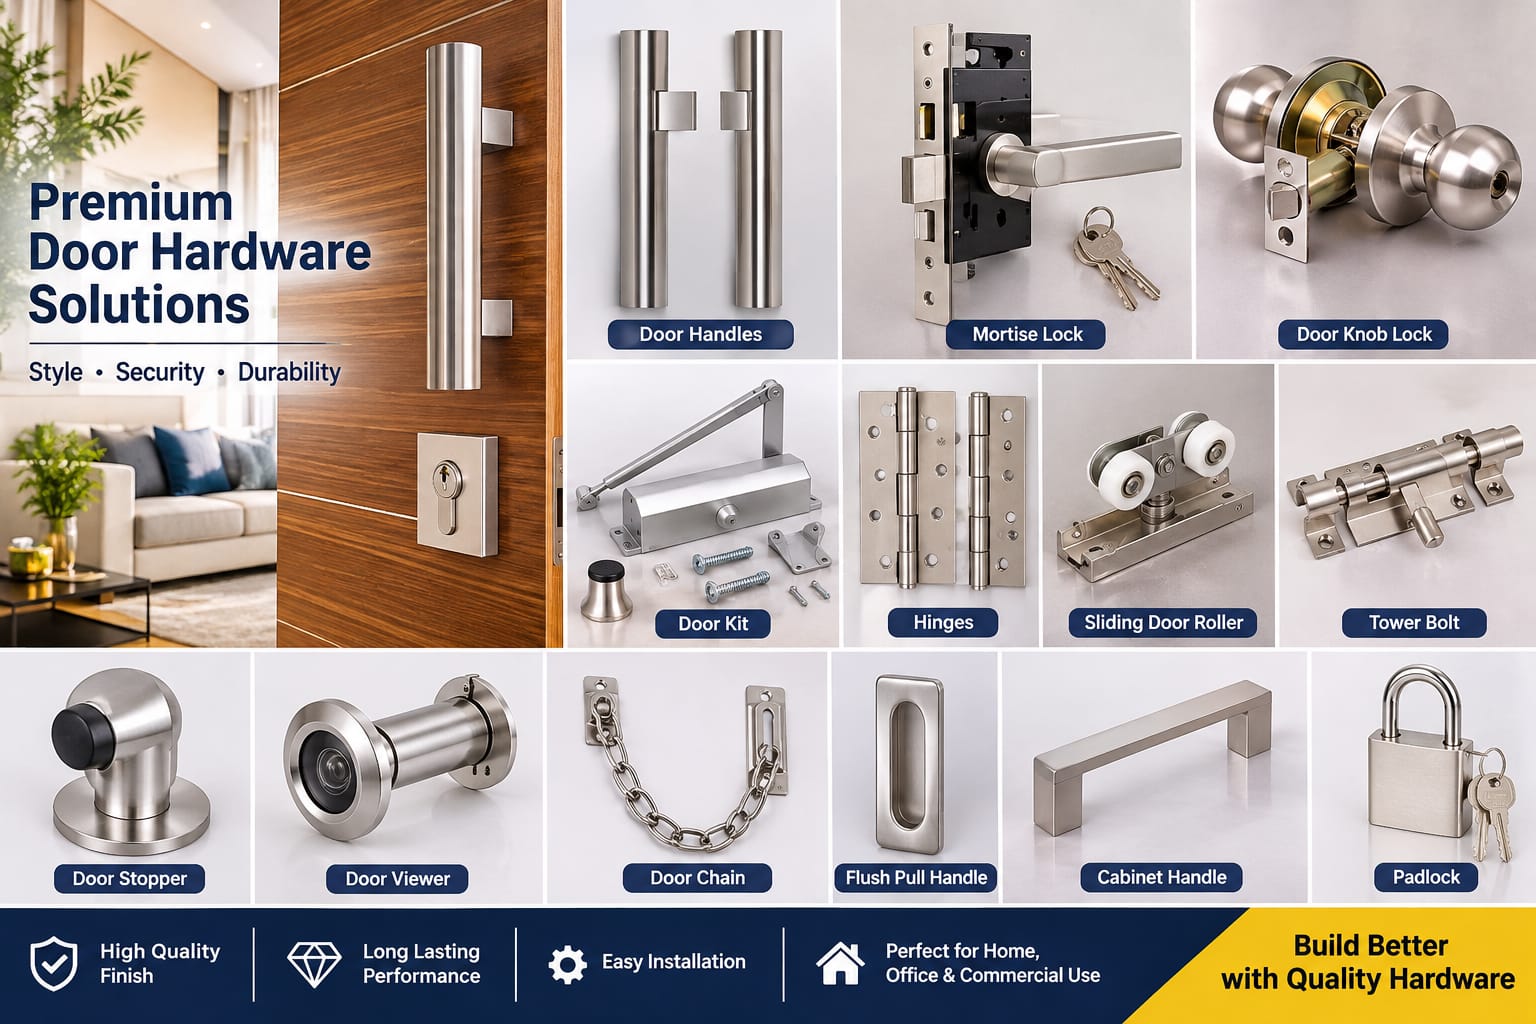 Premium
Door Hardware
Solutions
Style • Security • Durability
Door Handles
Mortise Lock
Door Knob Lock
Door Kit
Hinges
Sliding Door Roller
Tower Bolt
Door Stopper
Door Viewer
Door Chain
Flush Pull Handle
Cabinet Handle
Padlock
High Quality
Finish
Long Lasting
Performance
Easy Installation
Perfect for Home,
Office & Commercial Use
Build Better
with Quality Hardware